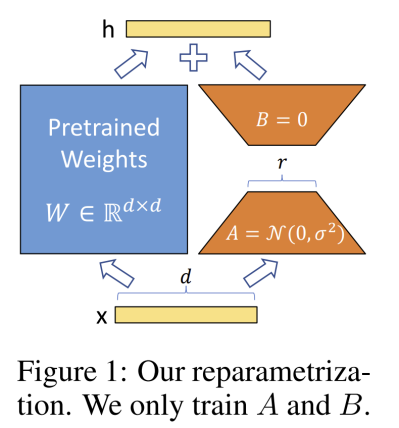 h
Pretrained
Weights
W ∈ ℝ^{d×d}
B = 0
r
A = 𝒩(0, σ²)
d
x
Figure 1: Our reparametriza-
tion. We only train A and B.